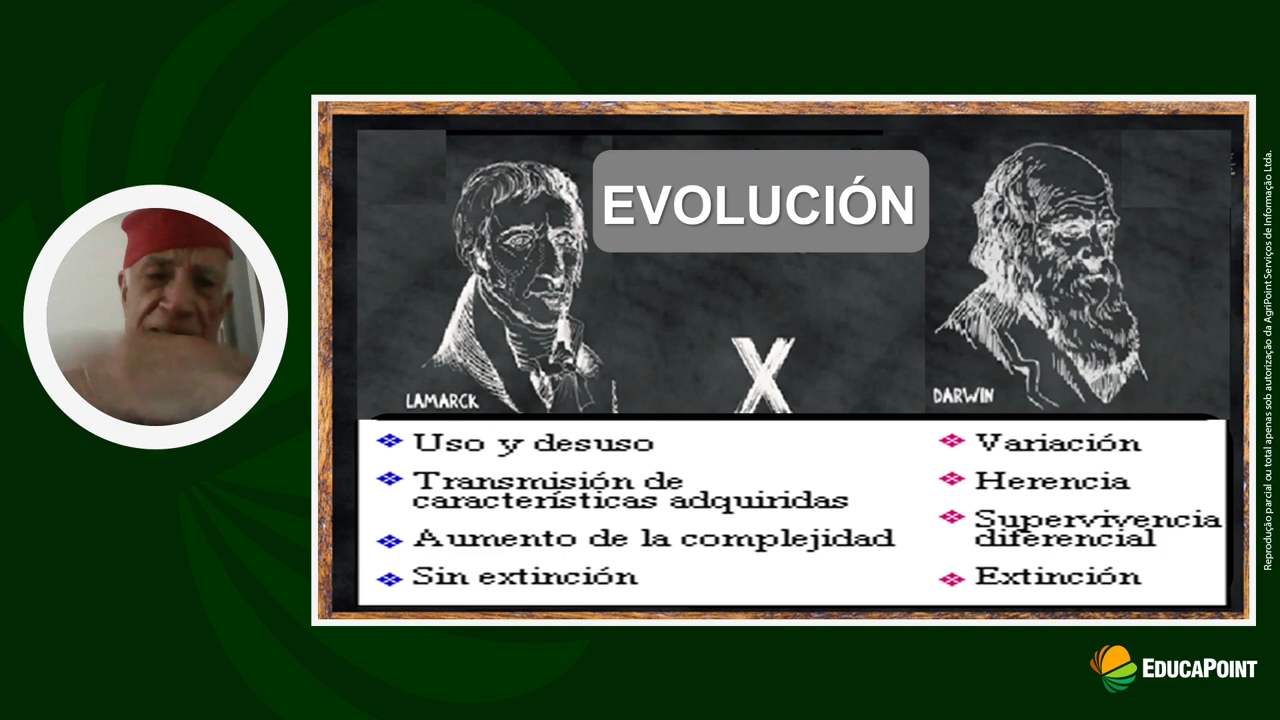 EVOLUCIÓN
LAMARCK
X
DARWIN
Uso y desuso
Transmisión de
características adquiridas
Aumento de la complejidad
Sin extinción
Variación
Herencia
Supervivencia
diferencial
Extinción
EDUCAPOINT
Reprodução parcial ou total apenas sob autorização da AgriPoint Serviços de Informação Ltda.